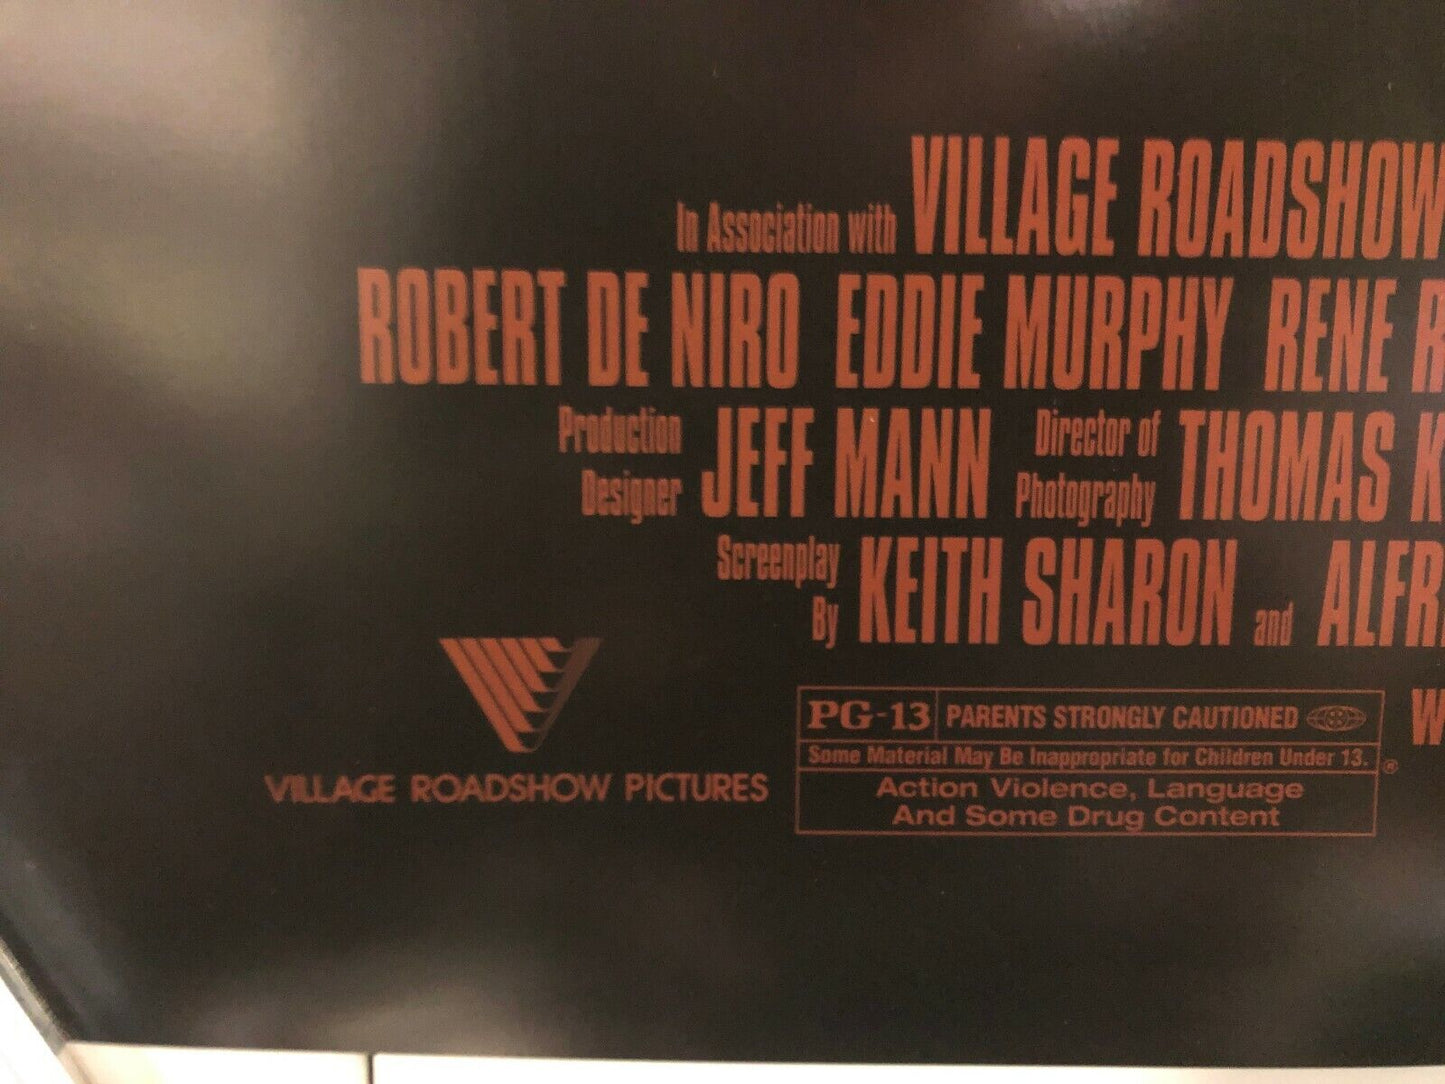 In Association with VILLAGE ROADSHOW
ROBERT DE NIRO EDDIE MURPHY RENE R
Production Designer JEFF MANN Director of Photography THOMAS K
Screenplay By KEITH SHARON and ALFR
W
VILLAGE ROADSHOW PICTURES
PG-13 PARENTS STRONGLY CAUTIONED
Some Material May Be Inappropriate for Children Under 13. ®
Action Violence, Language
And Some Drug Content